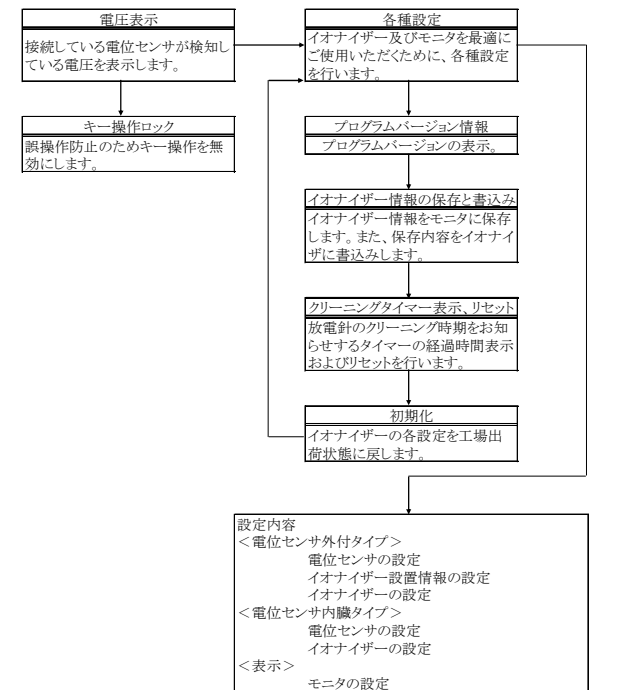 電圧表示
接続している電位センサが検知し
ている電圧を表示します。
キー操作ロック
誤操作防止のためキー操作を無
効にします。
各種設定
イオナイザー及びモニタを最適に
ご使用いただくために、各種設定
を行います。
プログラムバージョン情報
プログラムバージョンの表示。
イオナイザー情報の保存と書込み
イオナイザー情報をモニタに保存
します。また、保存内容をイオナイ
ザに書込みします。
クリーニングタイマー表示、リセット
放電針のクリーニング時期をお知
らせするタイマーの経過時間表示
およびリセットを行います。
初期化
イオナイザーの各設定を工場出
荷状態に戻します。
設定内容
＜電位センサ外付タイプ＞
電位センサの設定
イオナイザー設置情報の設定
イオナイザーの設定
＜電位センサ内臓タイプ＞
電位センサの設定
イオナイザーの設定
＜表示＞
モニタの設定